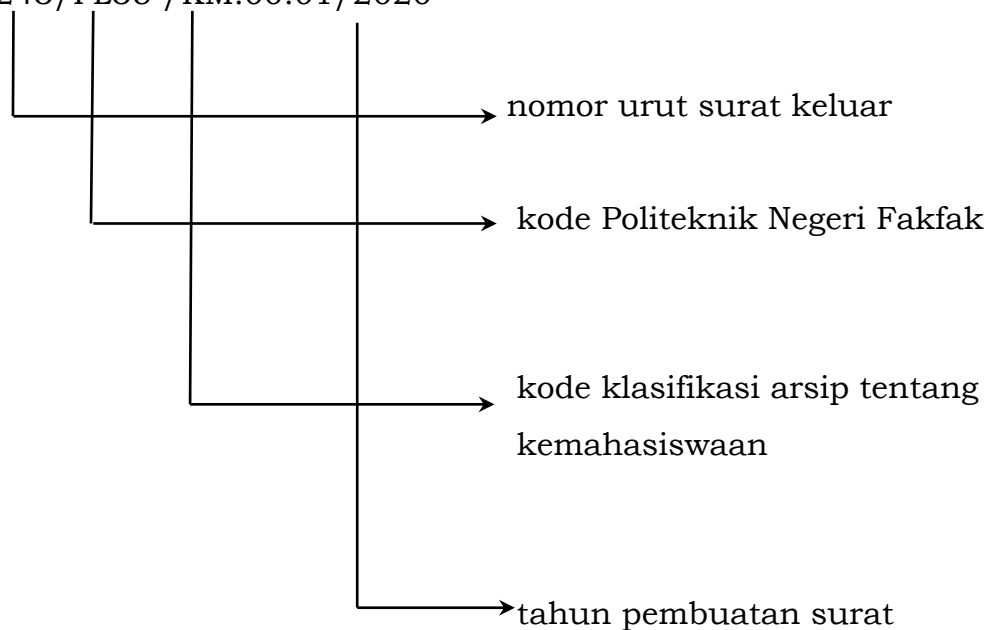 nomor urut surat keluar
kode Politeknik Negeri Fakfak
kode klasifikasi arsip tentang
kemahasiswaan
tahun pembuatan surat